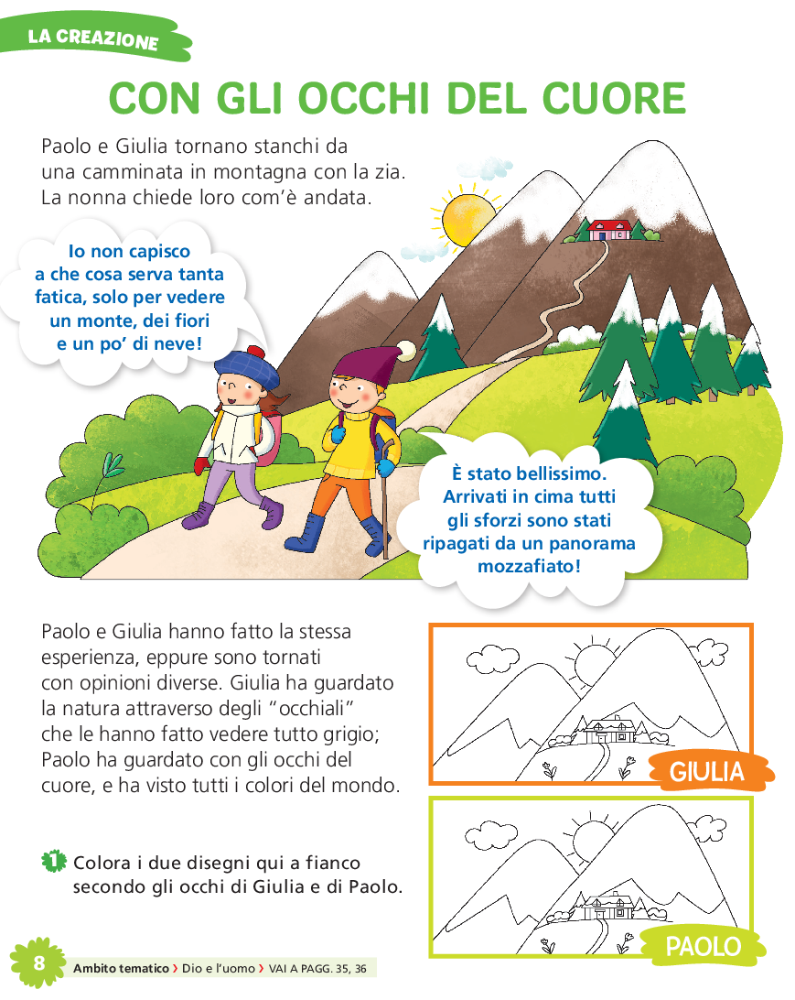 LA CREAZIONE
CON GLI OCCHI DEL CUORE
Paolo e Giulia tornano stanchi da
una camminata in montagna con la zia.
La nonna chiede loro com’è andata.
Io non capisco
a che cosa serva tanta
fatica, solo per vedere
un monte, dei fiori
e un po’ di neve!
È stato bellissimo.
Arrivati in cima tutti
gli sforzi sono stati
ripagati da un panorama
mozzafiato!
Paolo e Giulia hanno fatto la stessa
esperienza, eppure sono tornati
con opinioni diverse. Giulia ha guardato
la natura attraverso degli “occhiali”
che le hanno fatto vedere tutto grigio;
Paolo ha guardato con gli occhi del
cuore, e ha visto tutti i colori del mondo.
GIULIA
1 Colora i due disegni qui a fianco
secondo gli occhi di Giulia e di Paolo.
PAOLO
8 Ambito tematico › Dio e l’uomo › VAI A PAGG. 35, 36